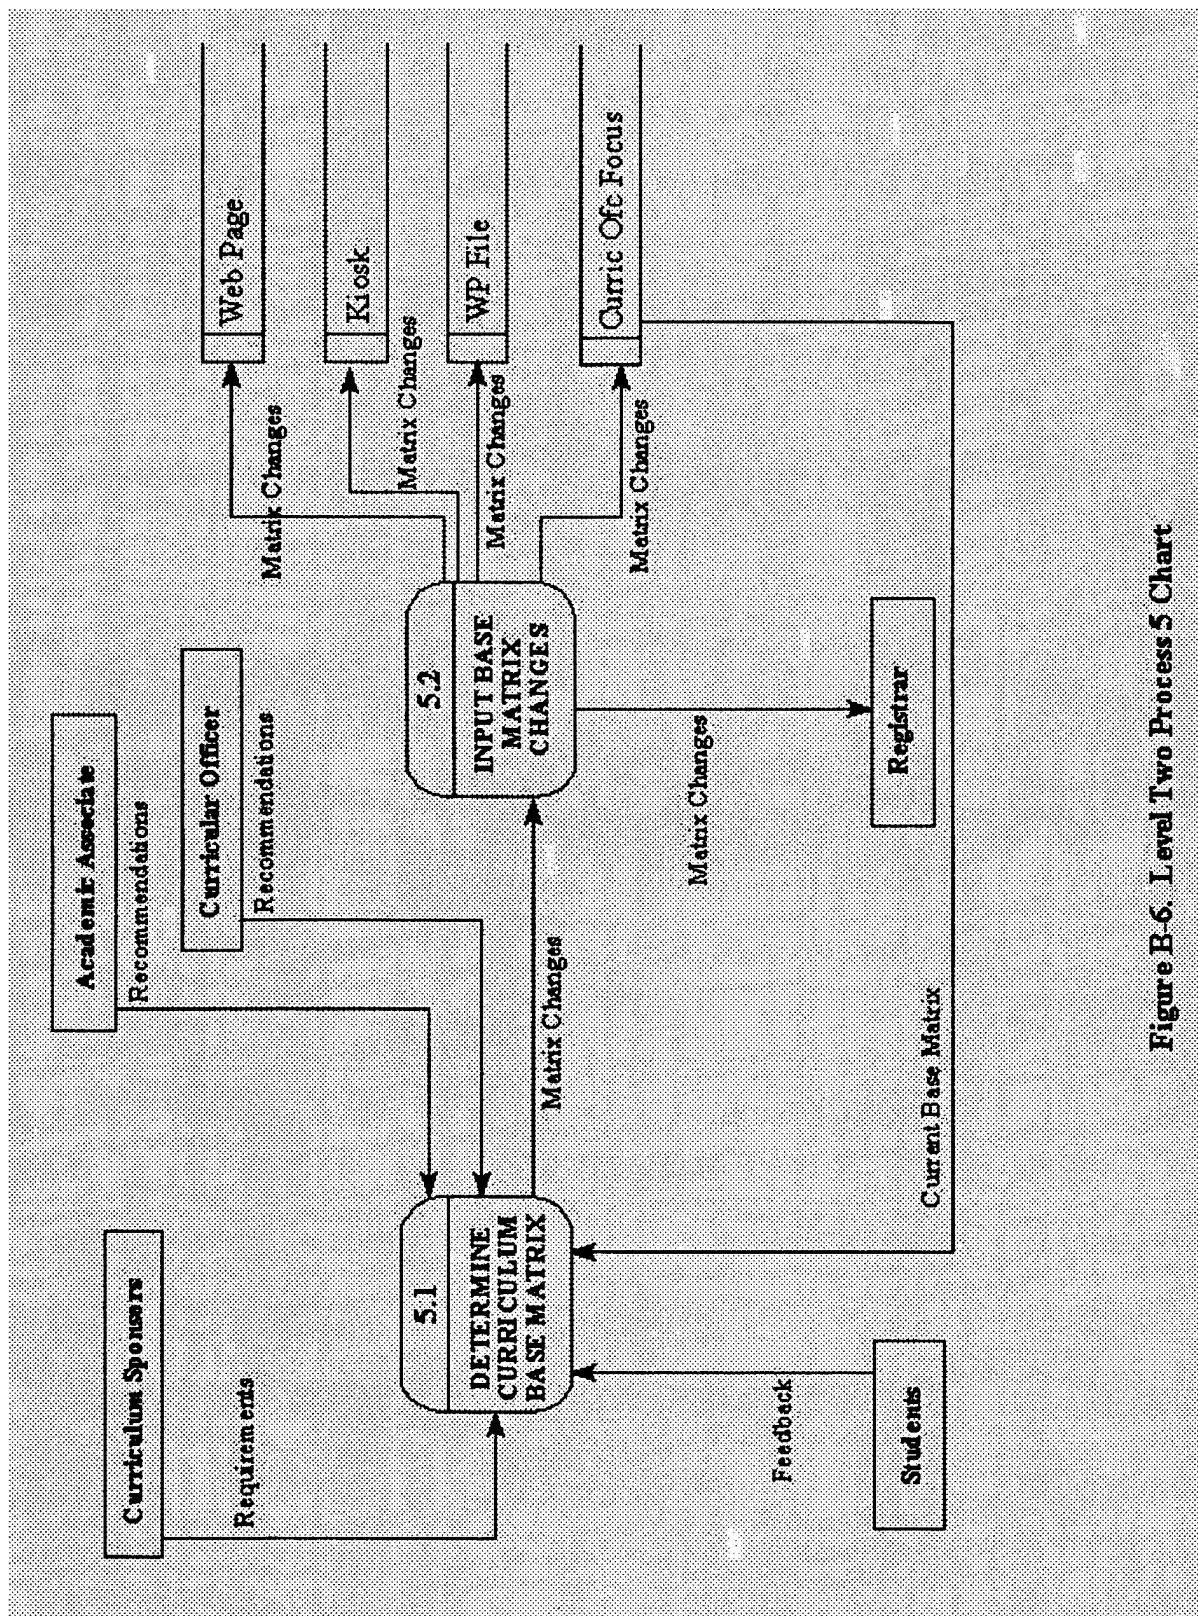 Curriculum Sponsers
Requirements
Academic Associate
Recommendations
Curricular Officer
Recommendations
5.1
DETERMINE
CURRICULUM
BASE MATRIX
Matrix Changes
5.2
INPUT BASE
MATRIX
CHANGES
Matrix Changes
Web Page
Matrix Changes
Kiosk
Matrix Changes
WP File
Matrix Changes
Curric Ofc Focus
Matrix Changes
Registrar
Feedback
Students
Current Base Matrix
Figure B-6. Level Two Process 5 Chart